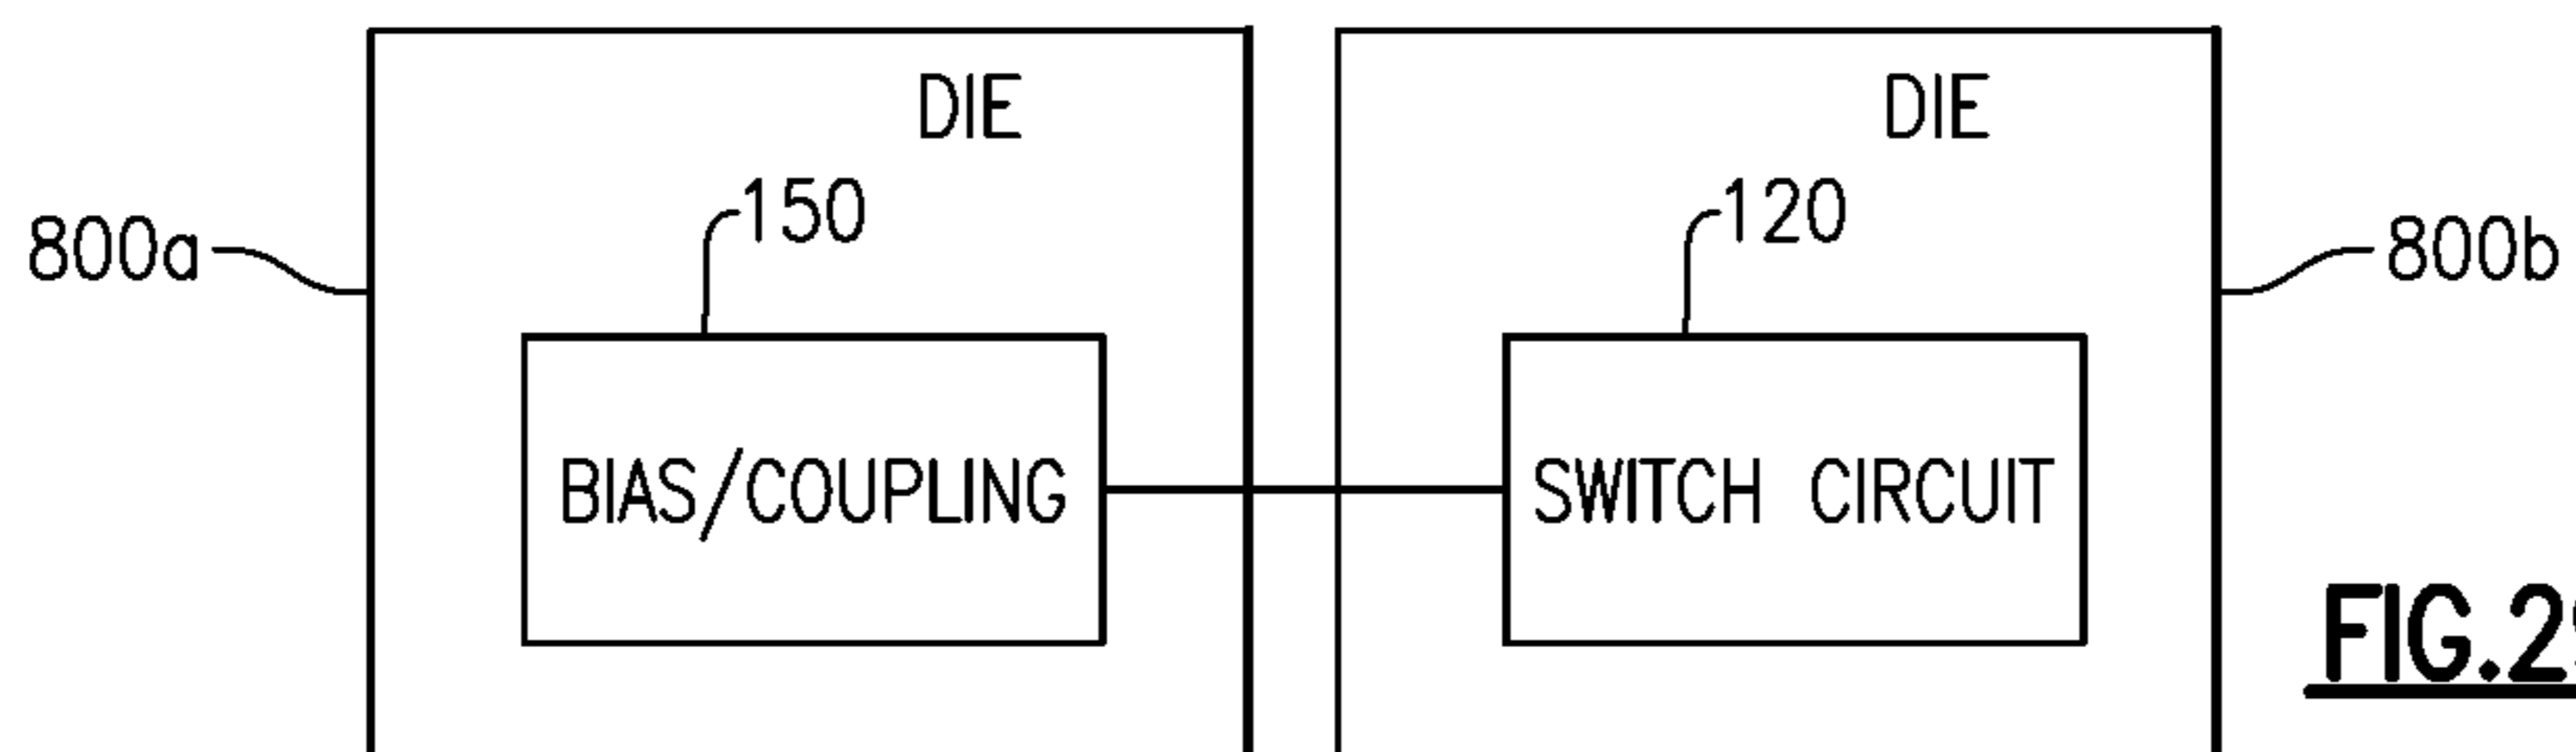 DIE
DIE
150
120
800a
800b
BIAS/COUPLING
SWITCH CIRCUIT